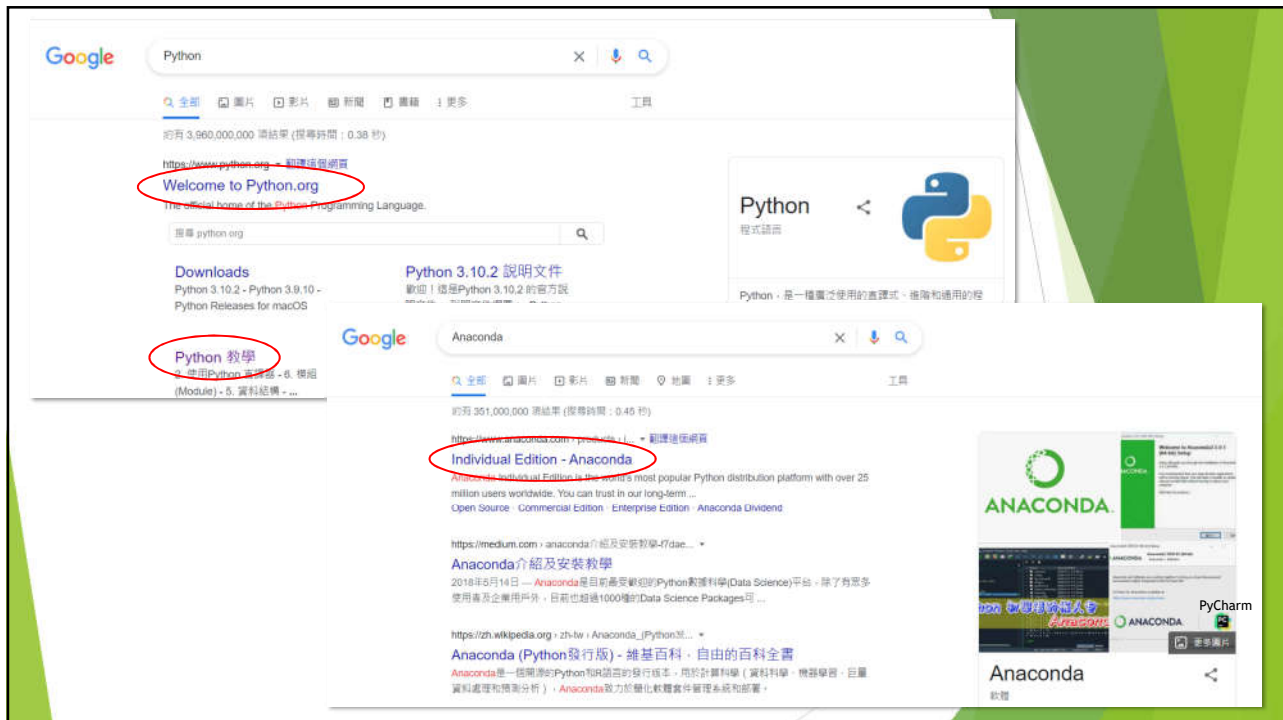 Google
Python
全部
圖片
影片
新聞
書籍
更多
工具
約有 3,960,000,000 項結果 (搜尋時間：0.38 秒)
https://www.python.org 翻譯這個網頁
Welcome to Python.org
The official home of the Python Programming Language.
搜尋 python.org
Downloads
Python 3.10.2 - Python 3.9.10 -
Python Releases for macOS
Python 3.10.2 說明文件
歡迎！這是Python 3.10.2 的官方說
Python 教學
2. 使用Python 直譯器 - 6. 模組
(Module) - 5. 資料結構 - ...
Python
程式語言
Python，是一種廣泛使用的直譯式、進階和通用的程
Google
Anaconda
全部
圖片
影片
新聞
地圖
更多
工具
約有 351,000,000 項結果 (搜尋時間：0.45 秒)
https://www.anaconda.com › products › i... 翻譯這個網頁
Individual Edition - Anaconda
Anaconda Individual Edition is the world's most popular Python distribution platform with over 25
million users worldwide. You can trust in our long-term ...
Open Source · Commercial Edition · Enterprise Edition · Anaconda Dividend
https://medium.com › anaconda介紹及安裝教學-f7dae...
Anaconda介紹及安裝教學
2018年5月14日 — Anaconda是目前最受歡迎的Python數據科學(Data Science)平台，除了有眾多
使用者及企業用戶外，目前也超過1000種的Data Science Packages可 ...
https://zh.wikipedia.org › zh-tw › Anaconda_(Python...
Anaconda (Python發行版) - 維基百科，自由的百科全書
Anaconda是一個開源的Python和R語言的發行版本，用於計算科學（資料科學、機器學習、巨量
資料處理和預測分析），Anaconda致力於簡化軟體套件管理系統和部署。
ANACONDA.
ANACONDA
PyCharm
更多圖片
Anaconda
軟體